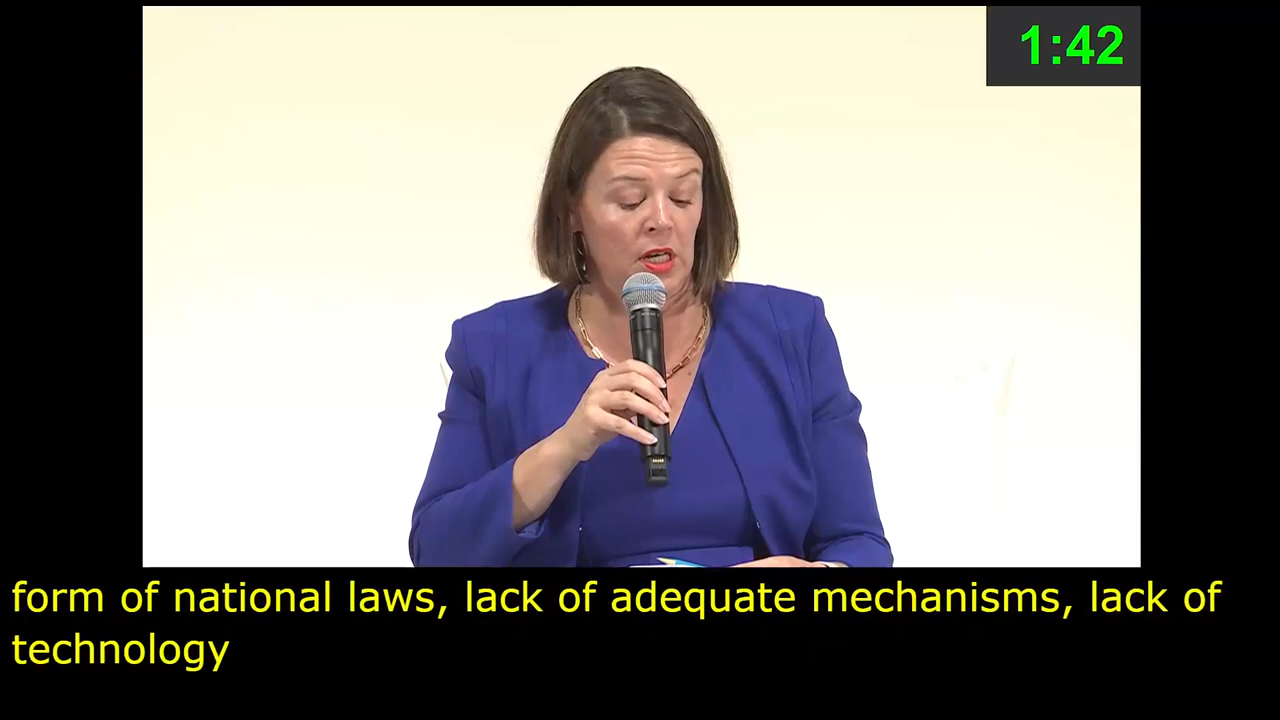 1:42
form of national laws, lack of adequate mechanisms, lack of
technology